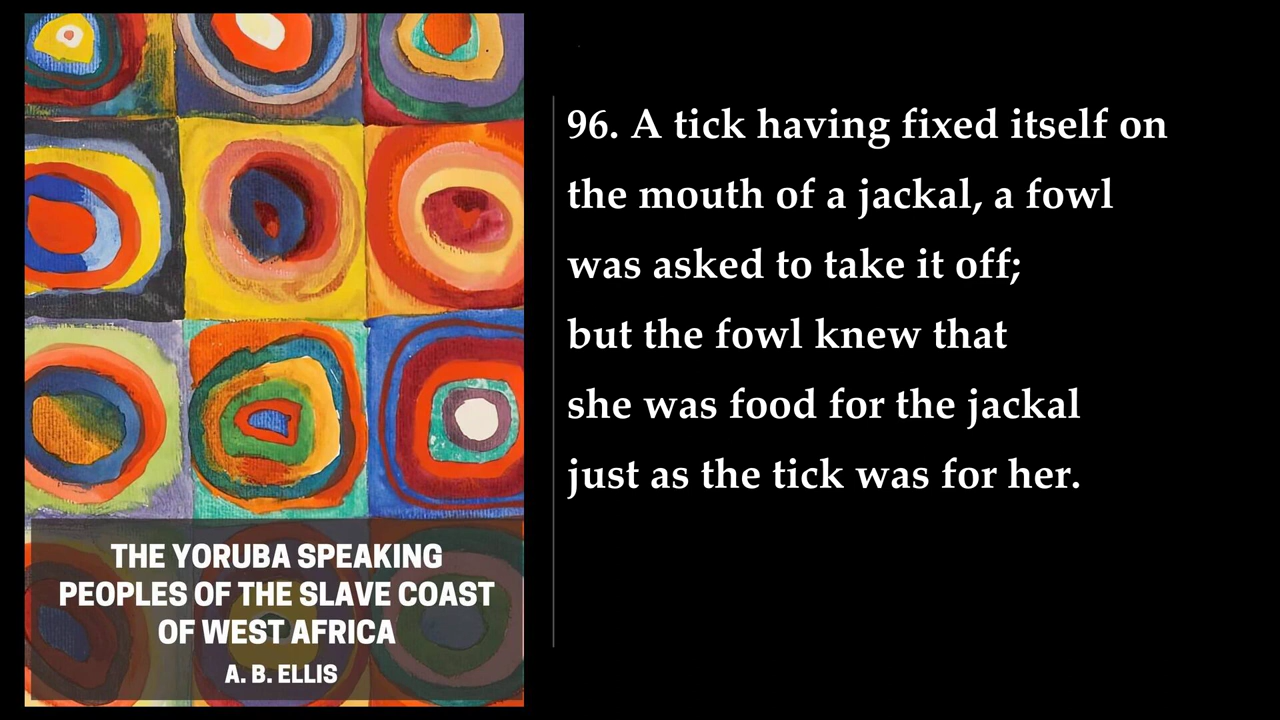 THE YORUBA SPEAKING
PEOPLES OF THE SLAVE COAST
OF WEST AFRICA
A. B. ELLIS
96. A tick having fixed itself on
the mouth of a jackal, a fowl
was asked to take it off;
but the fowl knew that
she was food for the jackal
just as the tick was for her.